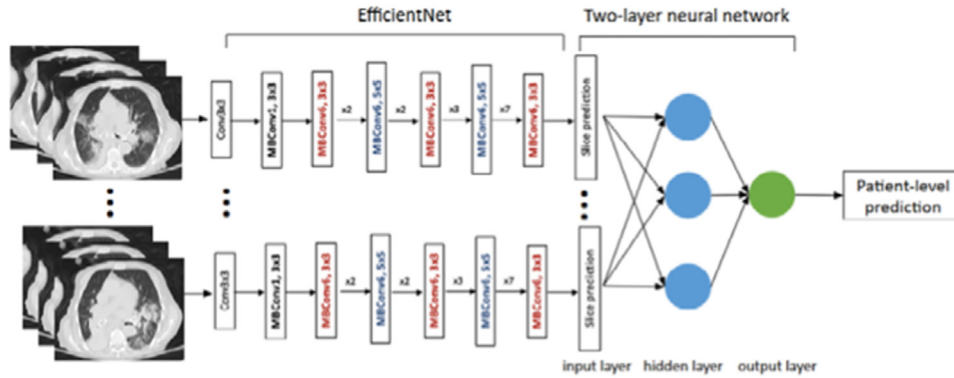 EfficientNet
Two-layer neural network
Conv3x3
MBConv1, 3x3
MBConv6, 3x3
x2
MBConv6, 5x5
x2
MBConv6, 3x3
x3
MBConv6, 5x5
x7
MBConv6, 3x3
Slice prediction
Patient-level
prediction
Conv3x3
MBConv1, 3x3
MBConv6, 3x3
x2
MBConv6, 5x5
x2
MBConv6, 3x3
x3
MBConv6, 5x5
x7
MBConv6, 3x3
Slice prediction
input layer
hidden layer
output layer